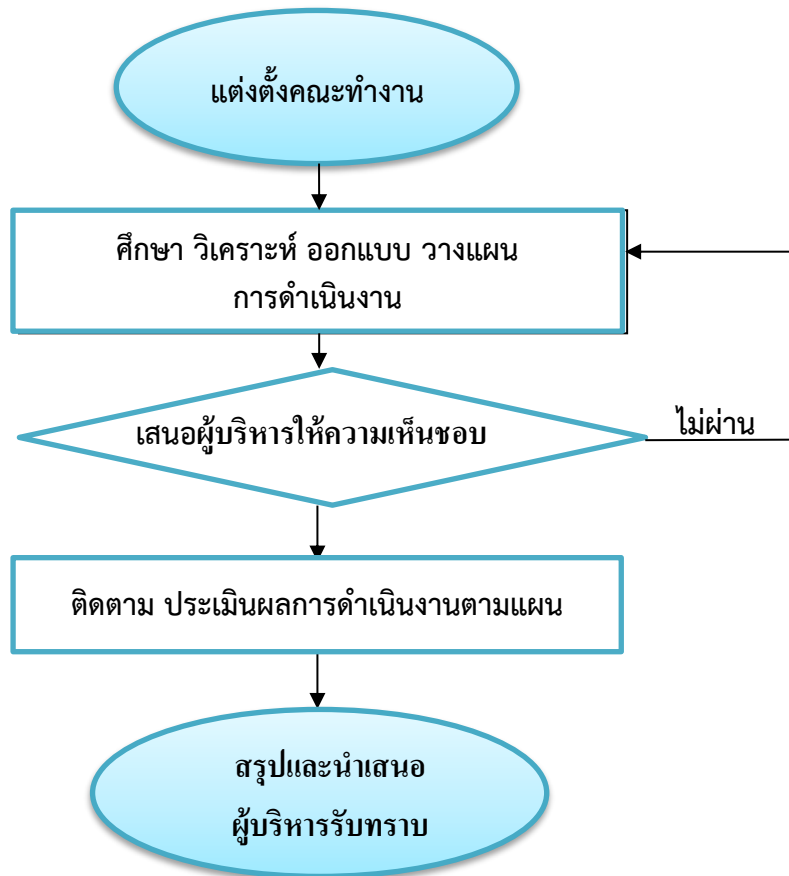 แต่งตั้งคณะทำงาน
ศึกษา วิเคราะห์ ออกแบบ วางแผน
การดำเนินงาน
เสนอผู้บริหารให้ความเห็นชอบ
ไม่ผ่าน
ติดตาม ประเมินผลการดำเนินงานตามแผน
สรุปและนำเสนอ
ผู้บริหารรับทราบ